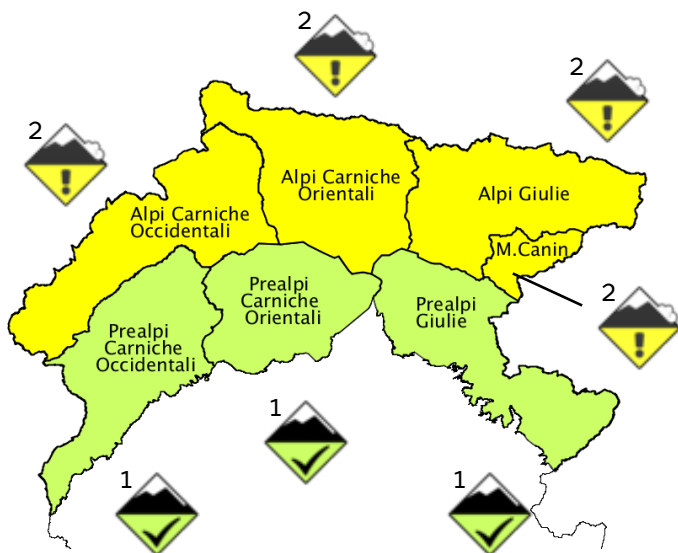 2
2
2
Alpi Carniche
Orientali
Alpi Giulie
Alpi Carniche
Occidentali
M.Canin
Prealpi
Carniche
Orientali
2
Prealpi
Giulie
Prealpi
Carniche
Occidentali
1
1
1